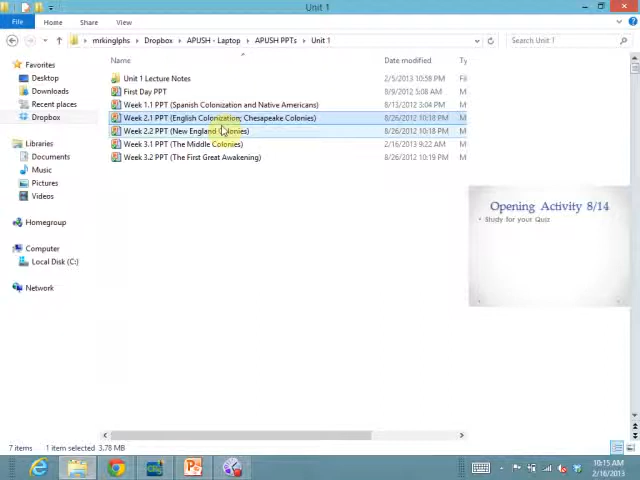 Unit 1
File Home Share View
mrkinglphs Dropbox APUSH - Laptop APUSH PPTs Unit 1 Search Unit 1
Name Date modified
Favorites
Desktop
Downloads
Recent places
Dropbox
Libraries
Documents
Music
Pictures
Videos
Homegroup
Computer
Local Disk (C:)
Network
Unit 1 Lecture Notes 2/5/2013 10:58 PM File
First Day PPT 8/9/2012 5:08 AM M
Week 1.1 PPT (Spanish Colonization and Native Americans) 8/13/2012 3:04 PM M
Week 2.1 PPT (English Colonization; Chesapeake Colonies) 8/26/2012 10:18 PM M
Week 2.2 PPT (New England Colonies) 8/26/2012 10:18 PM M
Week 3.1 PPT (The Middle Colonies) 2/16/2013 9:22 AM M
Week 3.2 PPT (The First Great Awakening) 8/26/2012 10:19 PM M
Opening Activity 8/14
• Study for your Quiz
7 items 1 item selected 3.78 MB
10:15 AM
2/16/2013